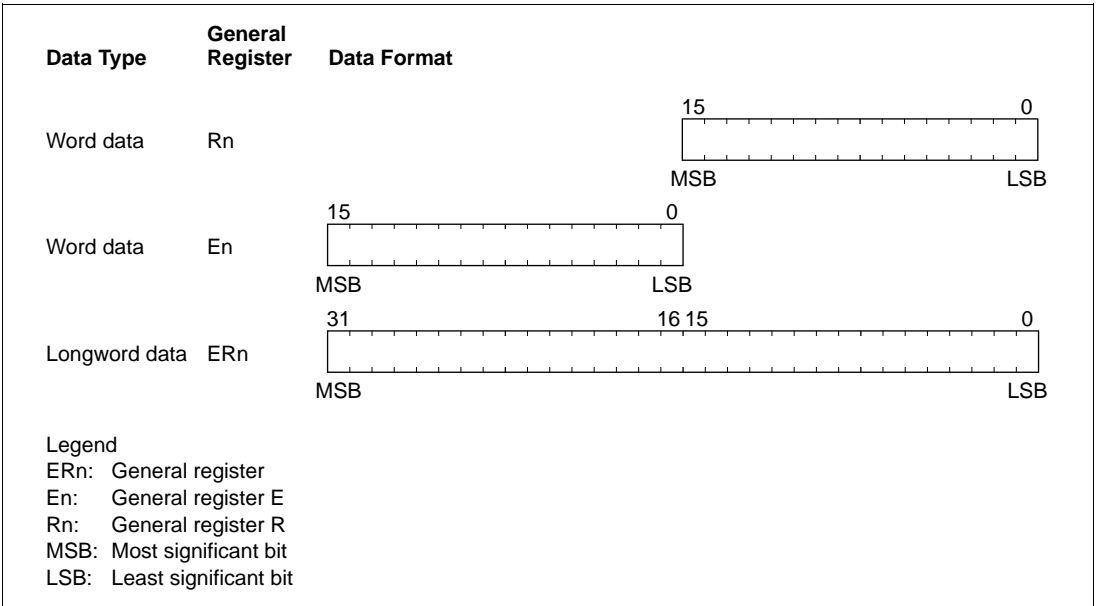 General
Data Type Register Data Format
15 0
Word data Rn
MSB LSB
15 0
Word data En
MSB LSB
31 16 15 0
Longword data ERn
MSB LSB
Legend
ERn: General register
En: General register E
Rn: General register R
MSB: Most significant bit
LSB: Least significant bit